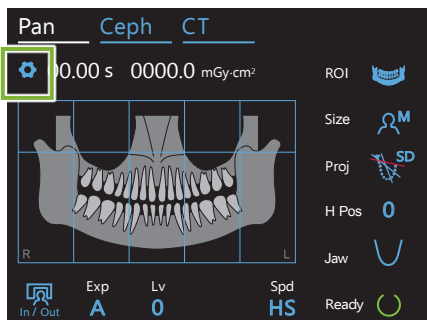 Pan Ceph CT
00.00 s 0000.0 mGy·cm²
ROI
Size M
Proj SD
H Pos 0
R L
Jaw
In / Out
Exp Lv Spd
A 0 HS
Ready